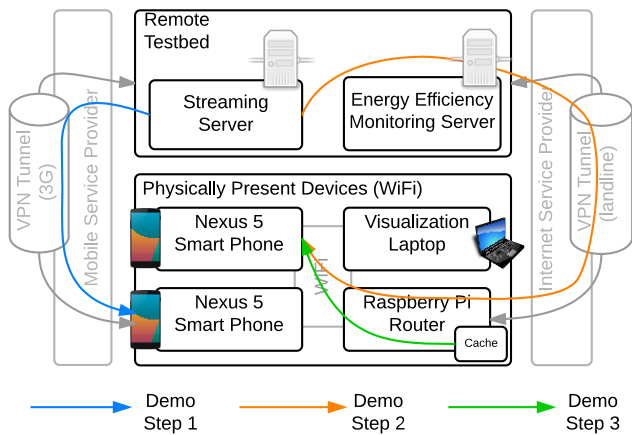 Remote
Testbed
Streaming
Server
Energy Efficiency
Monitoring Server
VPN Tunnel
(3G)
Mobile Service Provider
Internet Service Provider
VPN Tunnel
(landline)
Physically Present Devices (WiFi)
Nexus 5
Smart Phone
Visualization
Laptop
WiFi
Nexus 5
Smart Phone
Raspberry Pi
Router
Cache
Demo
Step 1
Demo
Step 2
Demo
Step 3